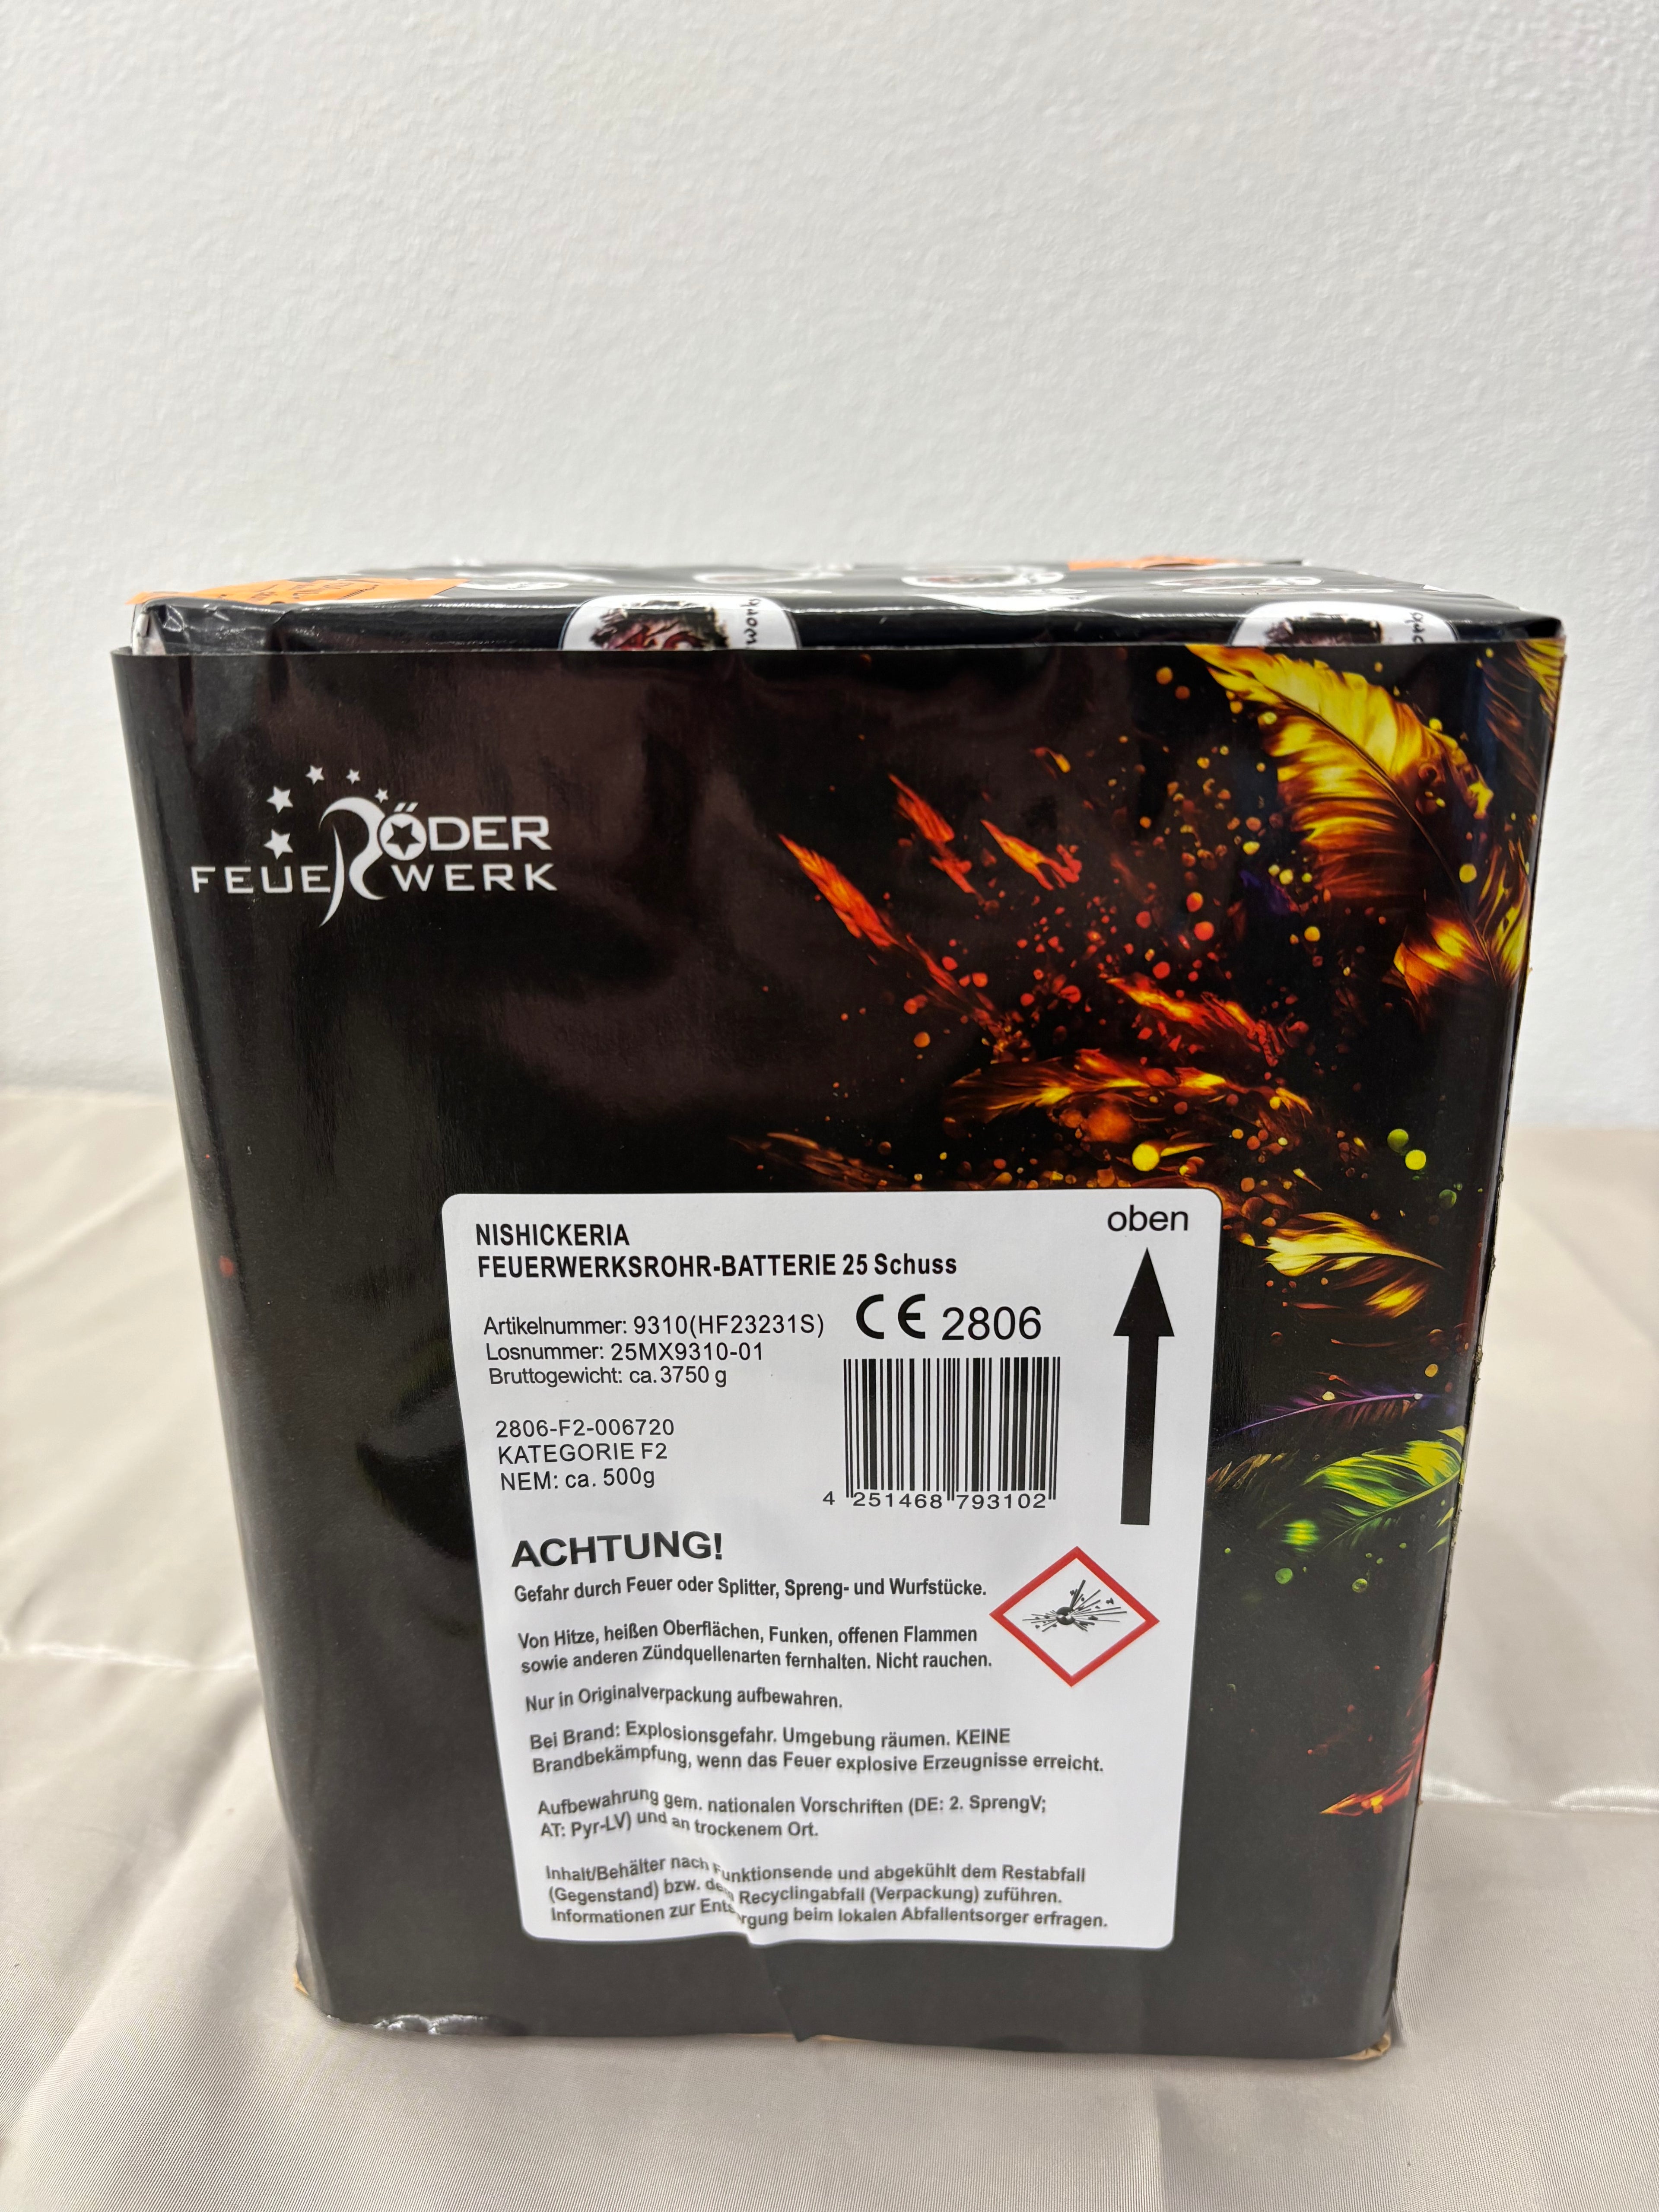 works
RÖDER
FEUERWERK
NISHICKERIA
FEUERWERKSROHR-BATTERIE 25 Schuss
oben
Artikelnummer: 9310(HF23231S)
Losnummer: 25MX9310-01
Bruttogewicht: ca. 3750 g
CE 2806
2806-F2-006720
KATEGORIE F2
NEM: ca. 500g
4 251468 793102
ACHTUNG!
Gefahr durch Feuer oder Splitter, Spreng- und Wurfstücke.
Von Hitze, heißen Oberflächen, Funken, offenen Flammen
sowie anderen Zündquellenarten fernhalten. Nicht rauchen.
Nur in Originalverpackung aufbewahren.
Bei Brand: Explosionsgefahr. Umgebung räumen. KEINE
Brandbekämpfung, wenn das Feuer explosive Erzeugnisse erreicht.
Aufbewahrung gem. nationalen Vorschriften (DE: 2. SprengV;
AT: Pyr-LV) und an trockenem Ort.
Inhalt/Behälter nach Funktionsende und abgekühlt dem Restabfall
(Gegenstand) bzw. dem Recyclingabfall (Verpackung) zuführen.
Informationen zur Entsorgung beim lokalen Abfallentsorger erfragen.